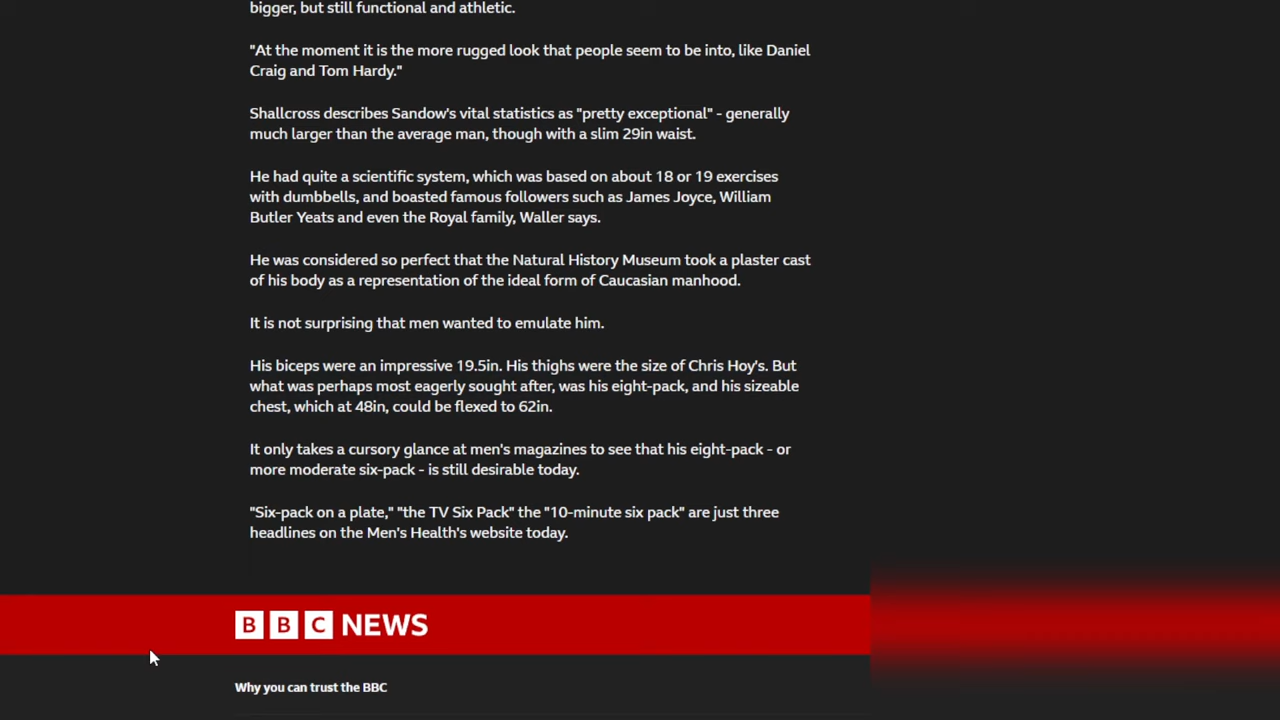 bigger, but still functional and athletic.
"At the moment it is the more rugged look that people seem to be into, like Daniel
Craig and Tom Hardy."
Shallcross describes Sandow's vital statistics as "pretty exceptional" - generally
much larger than the average man, though with a slim 29in waist.
He had quite a scientific system, which was based on about 18 or 19 exercises
with dumbbells, and boasted famous followers such as James Joyce, William
Butler Yeats and even the Royal family, Waller says.
He was considered so perfect that the Natural History Museum took a plaster cast
of his body as a representation of the ideal form of Caucasian manhood.
It is not surprising that men wanted to emulate him.
His biceps were an impressive 19.5in. His thighs were the size of Chris Hoy's. But
what was perhaps most eagerly sought after, was his eight-pack, and his sizeable
chest, which at 48in, could be flexed to 62in.
It only takes a cursory glance at men's magazines to see that his eight-pack - or
more moderate six-pack - is still desirable today.
"Six-pack on a plate," "the TV Six Pack" the "10-minute six pack" are just three
headlines on the Men's Health's website today.
BBC NEWS
Why you can trust the BBC